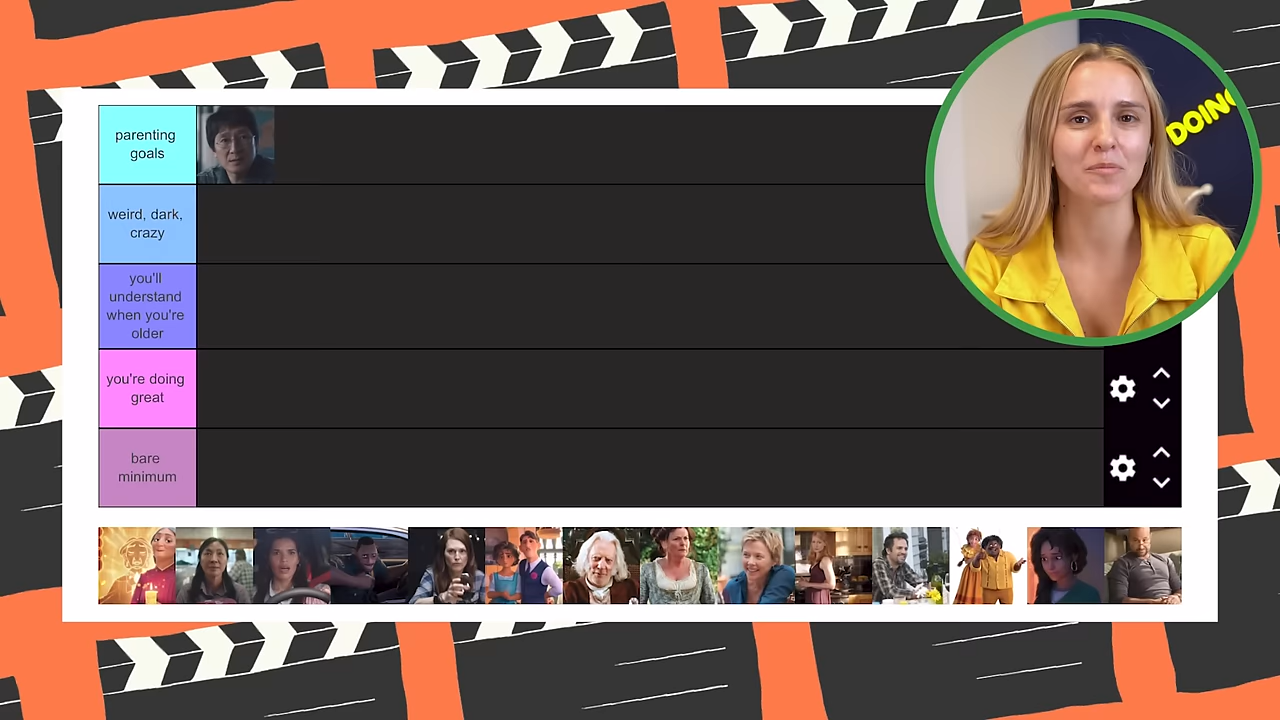 parenting
goals
weird, dark,
crazy
you'll
understand
when you're
older
you're doing
great
bare
minimum
DOING